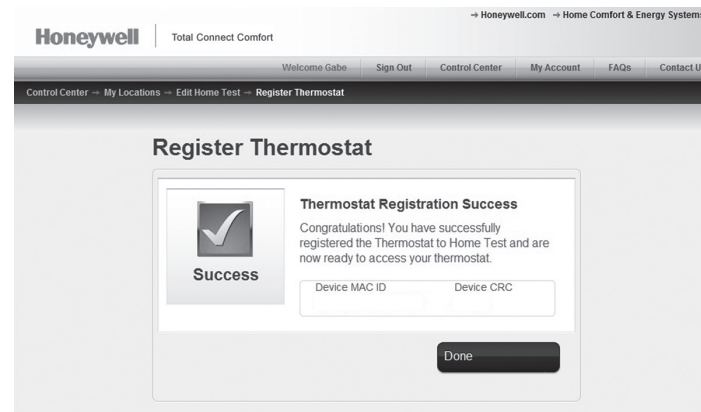 → Honeywell.com → Home Comfort & Energy Systems
Honeywell Total Connect Comfort
Welcome Gabe Sign Out Control Center My Account FAQs Contact U
Control Center → My Locations → Edit Home Test → Register Thermostat
Register Thermostat
Thermostat Registration Success
Congratulations! You have successfully
registered the Thermostat to Home Test and are
now ready to access your thermostat.
Success
Device MAC ID Device CRC
Done